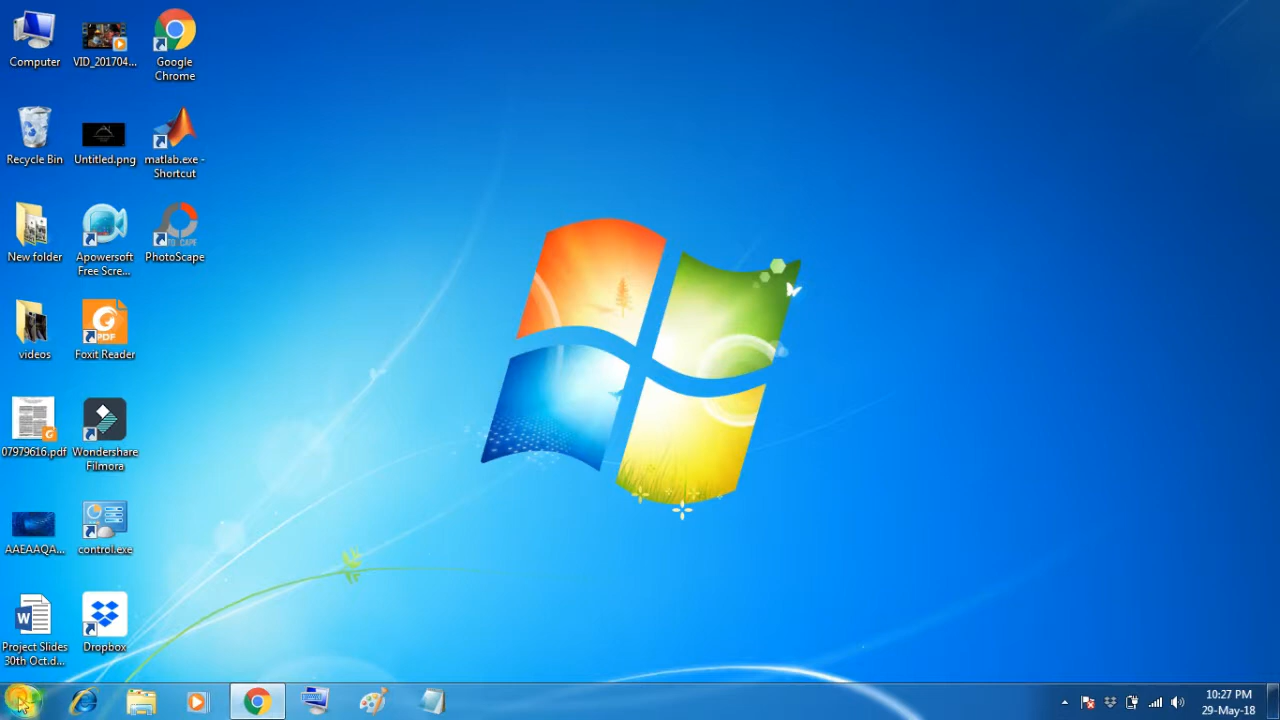 Computer
VID_201704...
Google
Chrome
Recycle Bin
Untitled.png
matlab.exe -
Shortcut
New folder
Apowersoft
Free Scre...
PhotoScape
videos
Foxit Reader
07979616.pdf
Wondershare
Filmora
AAEAAQA...
control.exe
Project Slides
30th Oct.d...
Dropbox
10:27 PM
29-May-18